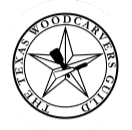 THE TEXAS WOODCARVERS GUILD